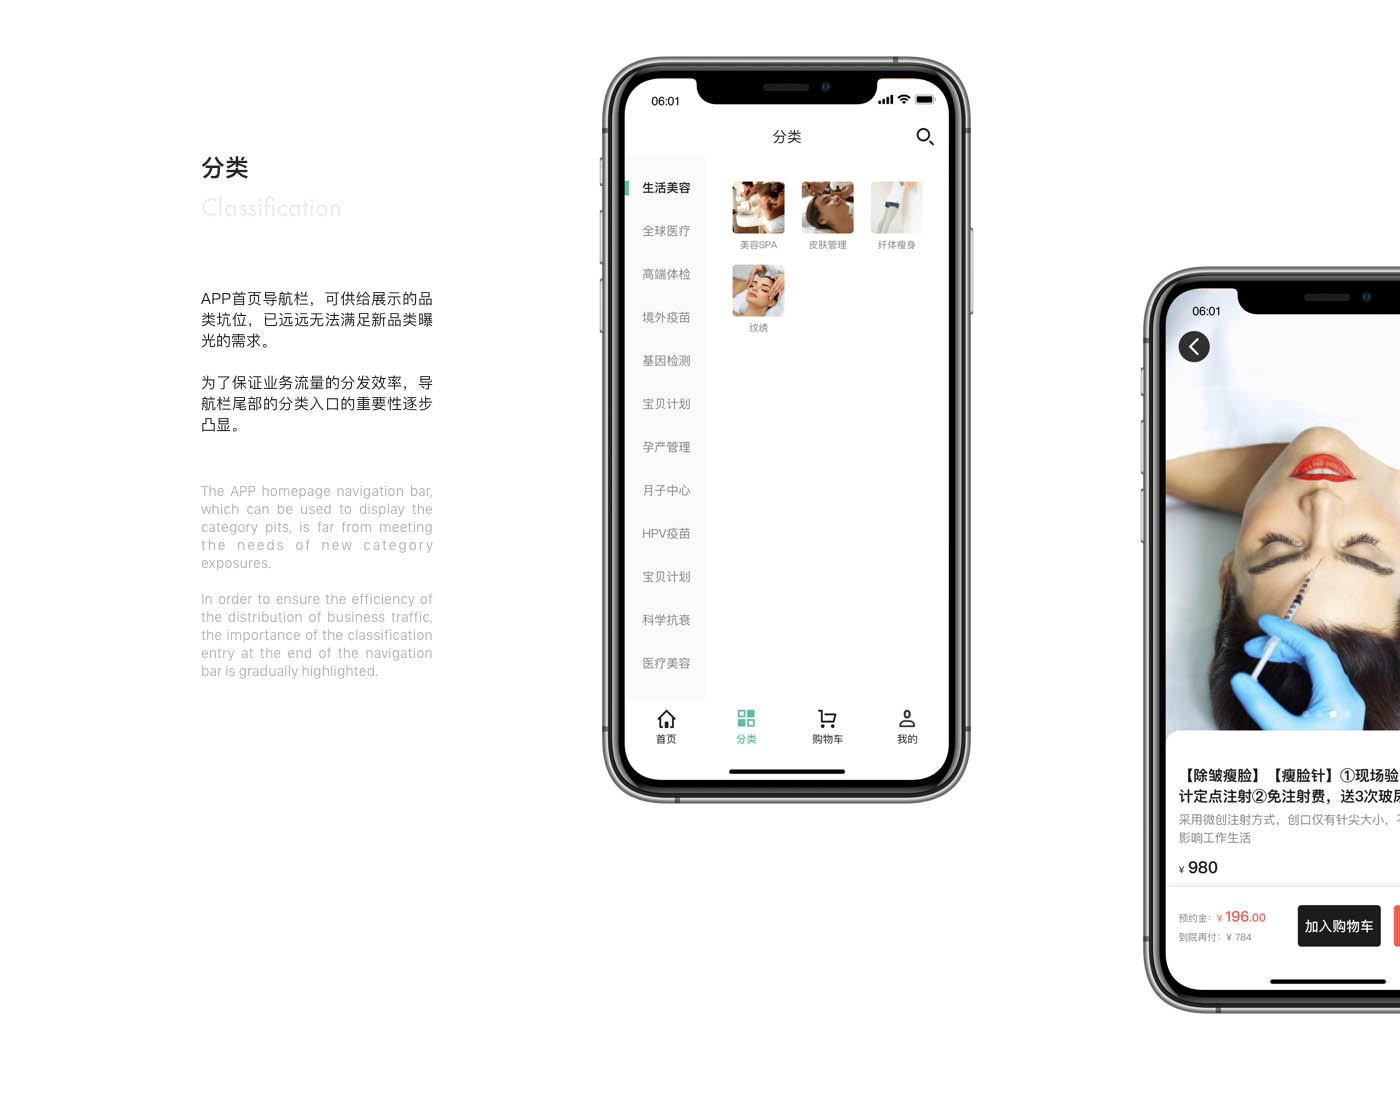 分类
Classification
APP首页导航栏，可供给展示的品
类坑位，已远远无法满足新品类曝
光的需求。
为了保证业务流量的分发效率，导
航栏尾部的分类入口的重要性逐步
凸显。
The APP homepage navigation bar,
which can be used to display the
category pits, is far from meeting
the needs of new category
exposures.
In order to ensure the efficiency of
the distribution of business traffic,
the importance of the classification
entry at the end of the navigation
bar is gradually highlighted.
06:01
分类
生活美容
全球医疗
高端体检
境外疫苗
基因检测
宝贝计划
孕产管理
月子中心
HPV疫苗
宝贝计划
科学抗衰
医疗美容
美容SPA
皮肤管理
纤体瘦身
纹绣
首页
分类
购物车
我的
06:01
【除皱瘦脸】【瘦脸针】①现场验
计定点注射②免注射费，送3次玻
采用微创注射方式，创口仅有针尖大小，
影响工作生活
¥ 980
预约金：¥ 196.00
到院再付：¥ 784
加入购物车